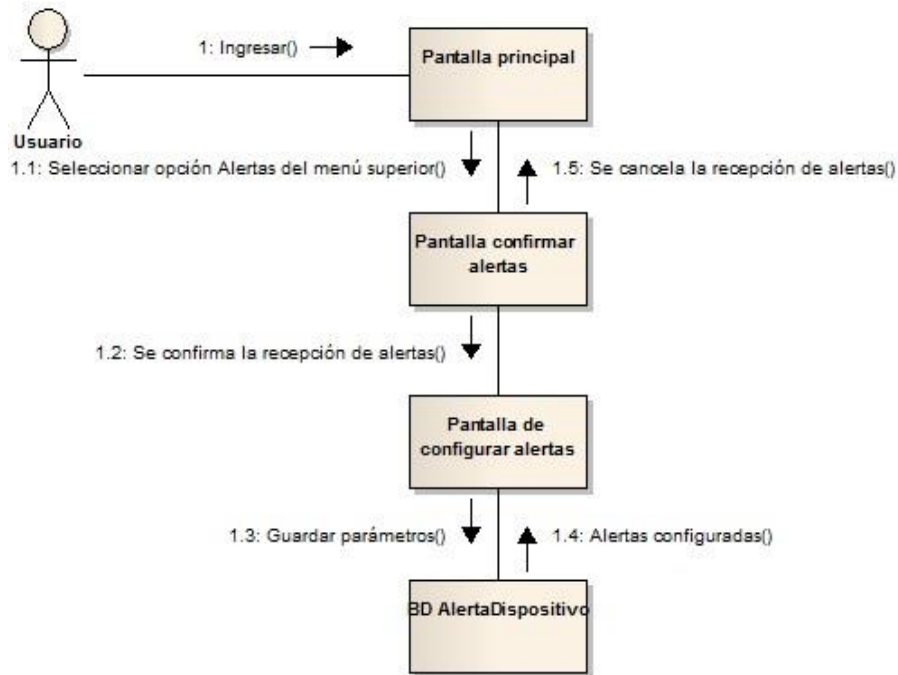 1: Ingresar()
Pantalla principal
Usuario
1.1: Seleccionar opción Alertas del menú superior()
1.5: Se cancela la recepción de alertas()
Pantalla confirmar
alertas
1.2: Se confirma la recepción de alertas()
Pantalla de
configurar alertas
1.3: Guardar parámetros()
1.4: Alertas configuradas()
BD AlertaDispositivo